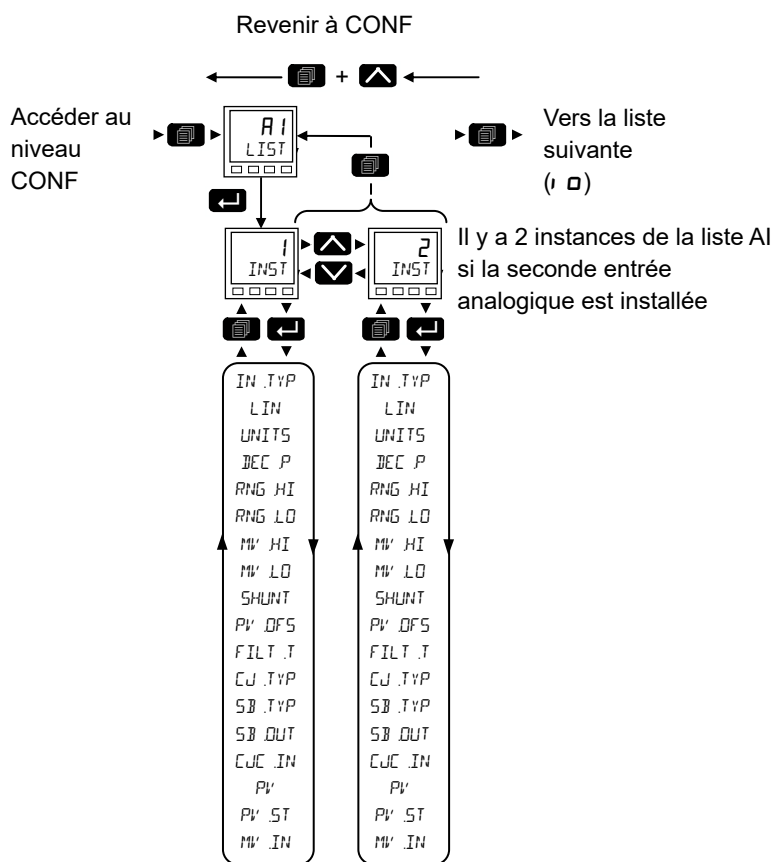 Revenir à CONF
+
Accéder au
niveau
CONF
AI
LIST
Vers la liste
suivante
(io)
1
INST
2
INST
Il y a 2 instances de la liste AI
si la seconde entrée
analogique est installée
IN.TYP
LIN
UNITS
DEC.P
RNG.HI
RNG.LO
MV.HI
MV.LO
SHUNT
PV.OFS
FILT.T
CJ.TYP
SB.TYP
SB.OUT
CJC.IN
PV
PV.ST
MV.IN
IN.TYP
LIN
UNITS
DEC.P
RNG.HI
RNG.LO
MV.HI
MV.LO
SHUNT
PV.OFS
FILT.T
CJ.TYP
SB.TYP
SB.OUT
CJC.IN
PV
PV.ST
MV.IN